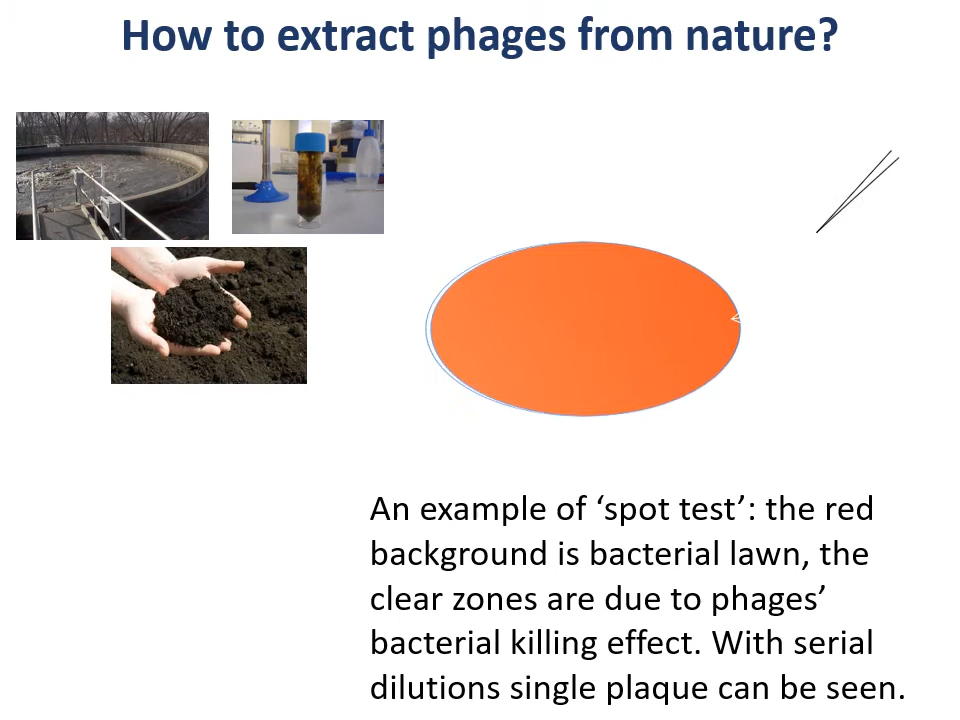 How to extract phages from nature?
An example of ‘spot test’: the red
background is bacterial lawn, the
clear zones are due to phages’
bacterial killing effect. With serial
dilutions single plaque can be seen.